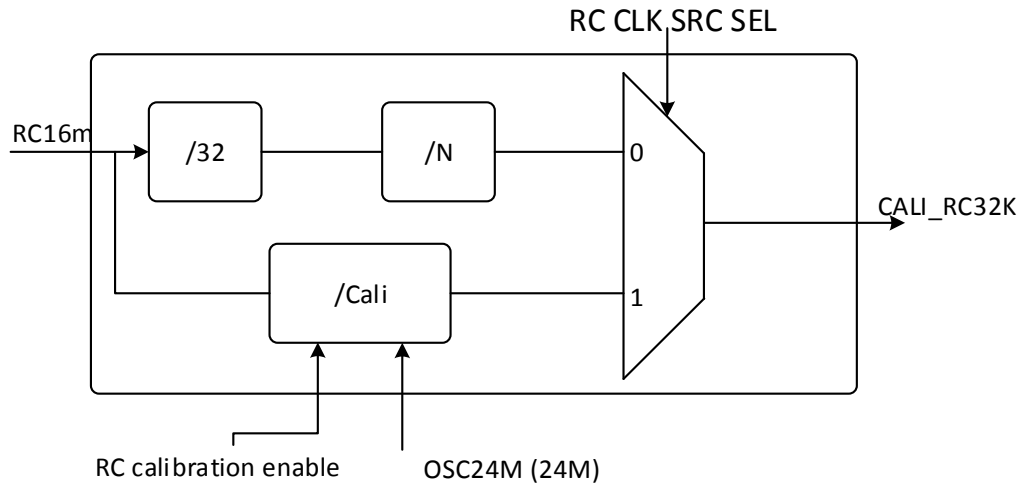 RC CLK SRC SEL
RC16m
/32
/N
0
CALI_RC32K
/Cali
1
RC calibration enable
OSC24M (24M)